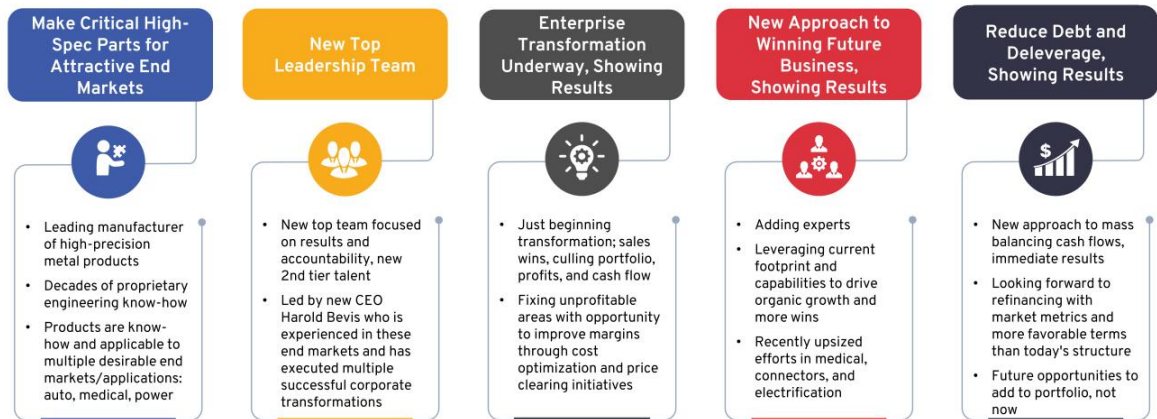 Make Critical High-
Spec Parts for
Attractive End
Markets
• Leading manufacturer
of high-precision
metal products
• Decades of proprietary
engineering know-how
• Products are know-
how and applicable to
multiple desirable end
markets/applications:
auto, medical, power
New Top
Leadership Team
• New top team focused
on results and
accountability, new
2nd tier talent
• Led by new CEO
Harold Bevis who is
experienced in these
end markets and has
executed multiple
successful corporate
transformations
Enterprise
Transformation
Underway, Showing
Results
• Just beginning
transformation; sales
wins, culling portfolio,
profits, and cash flow
• Fixing unprofitable
areas with opportunity
to improve margins
through cost
optimization and price
clearing initiatives
New Approach to
Winning Future
Business,
Showing Results
• Adding experts
• Leveraging current
footprint and
capabilities to drive
organic growth and
more wins
• Recently upsized
efforts in medical,
connectors, and
electrification
Reduce Debt and
Deleverage,
Showing Results
$
• New approach to mass
balancing cash flows,
immediate results
• Looking forward to
refinancing with
market metrics and
more favorable terms
than today's structure
• Future opportunities to
add to portfolio, not
now